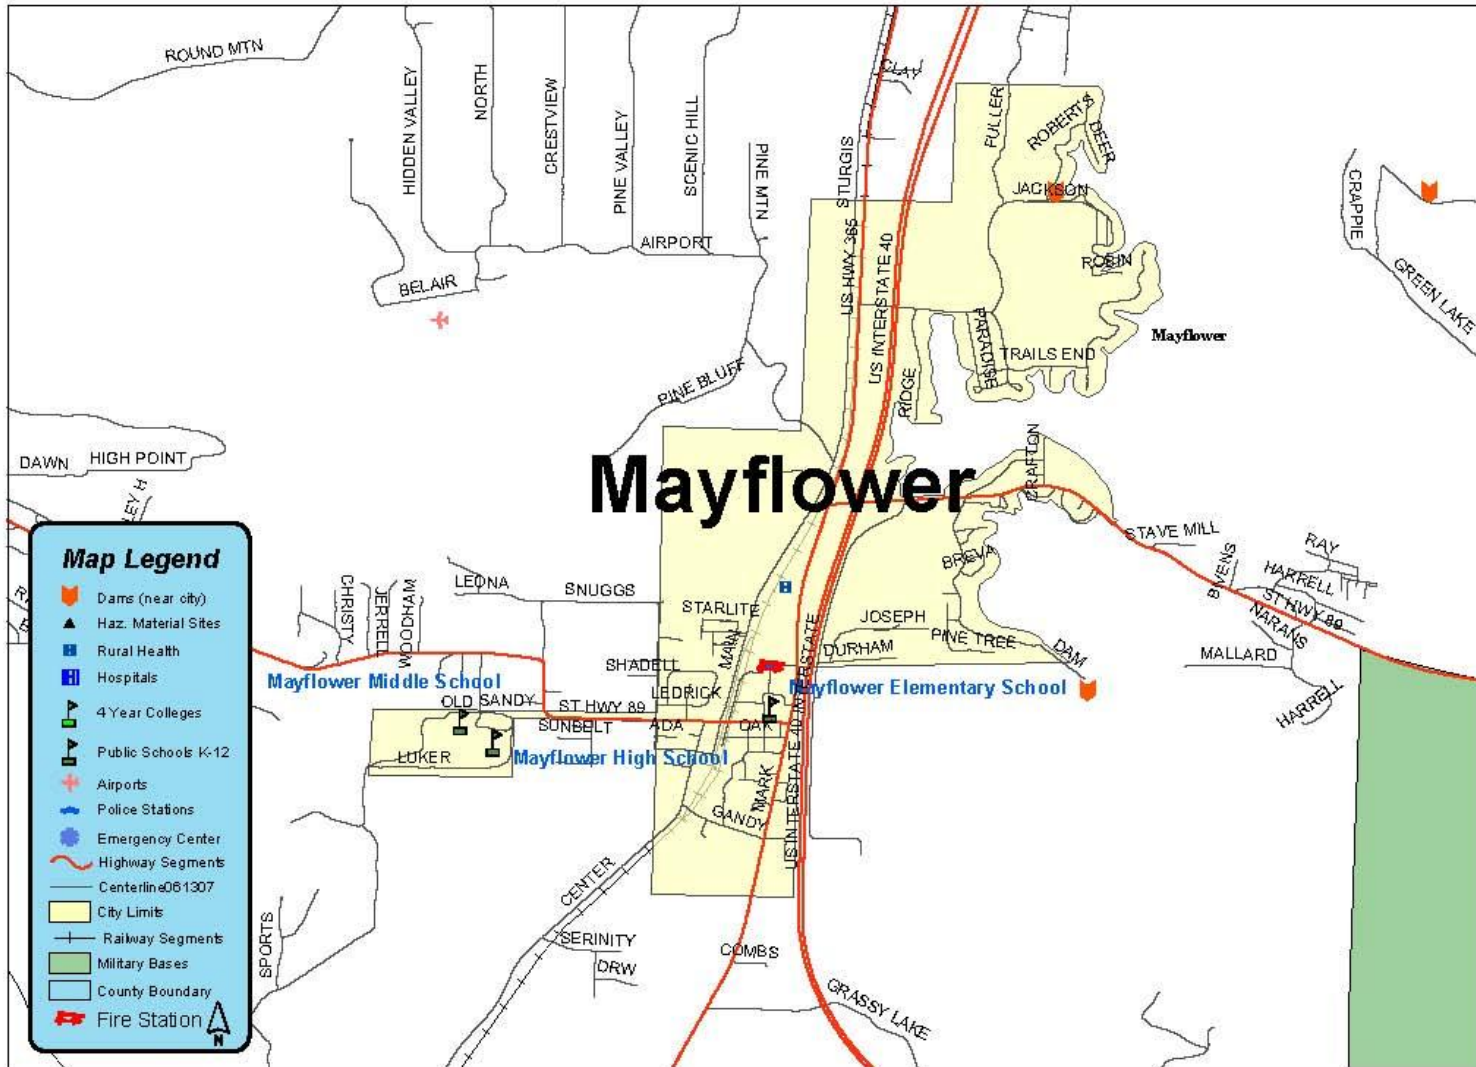 ROUND MTN
HIDDEN VALLEY
NORTH
CRESTVIEW
PINE VALLEY
SCENIC HILL
PINE MTN
STURGIS
CLAY
FULLER
ROBERT'S
DEER
JACKSON
CRAPPIE
GREEN LAKE
AIRPORT
BELAIR
US HWY 365
US INTERSTATE 40
ROBIN
PARADISE
Mayflower
TRAILS END
RIDGE
PINE BLUFF
DAWN
HIGH POINT
Mayflower
CRAFTON
STAVE MILL
BREVA
BIVENS
RAY
HARRELL
ST HWY 89
NARANS
MALLARD
HARRELL
CHRISTY
JERRELL
LEONA
SNUGGS
STARLITE
MAIN
JOSEPH
DURHAM
PINE TREE
DAM
SHADELL
LEDRICK
Mayflower Middle School
Mayflower Elementary School
OLD SANDY
ST HWY 89
SUNBELT
ADA
OAK
LUKER
Mayflower High School
MARK
GANDY
US INTERSTATE 40
INTERSTATE
CENTER
SPORTS
SERINITY
DRW
COMBS
GRASSY LAKE
Map Legend
Dams (near city)
Haz. Material Sites
Rural Health
Hospitals
4 Year Colleges
Public Schools K-12
Airports
Police Stations
Emergency Center
Highway Segments
Centerline061307
City Limits
Railway Segments
Military Bases
County Boundary
Fire Station
N